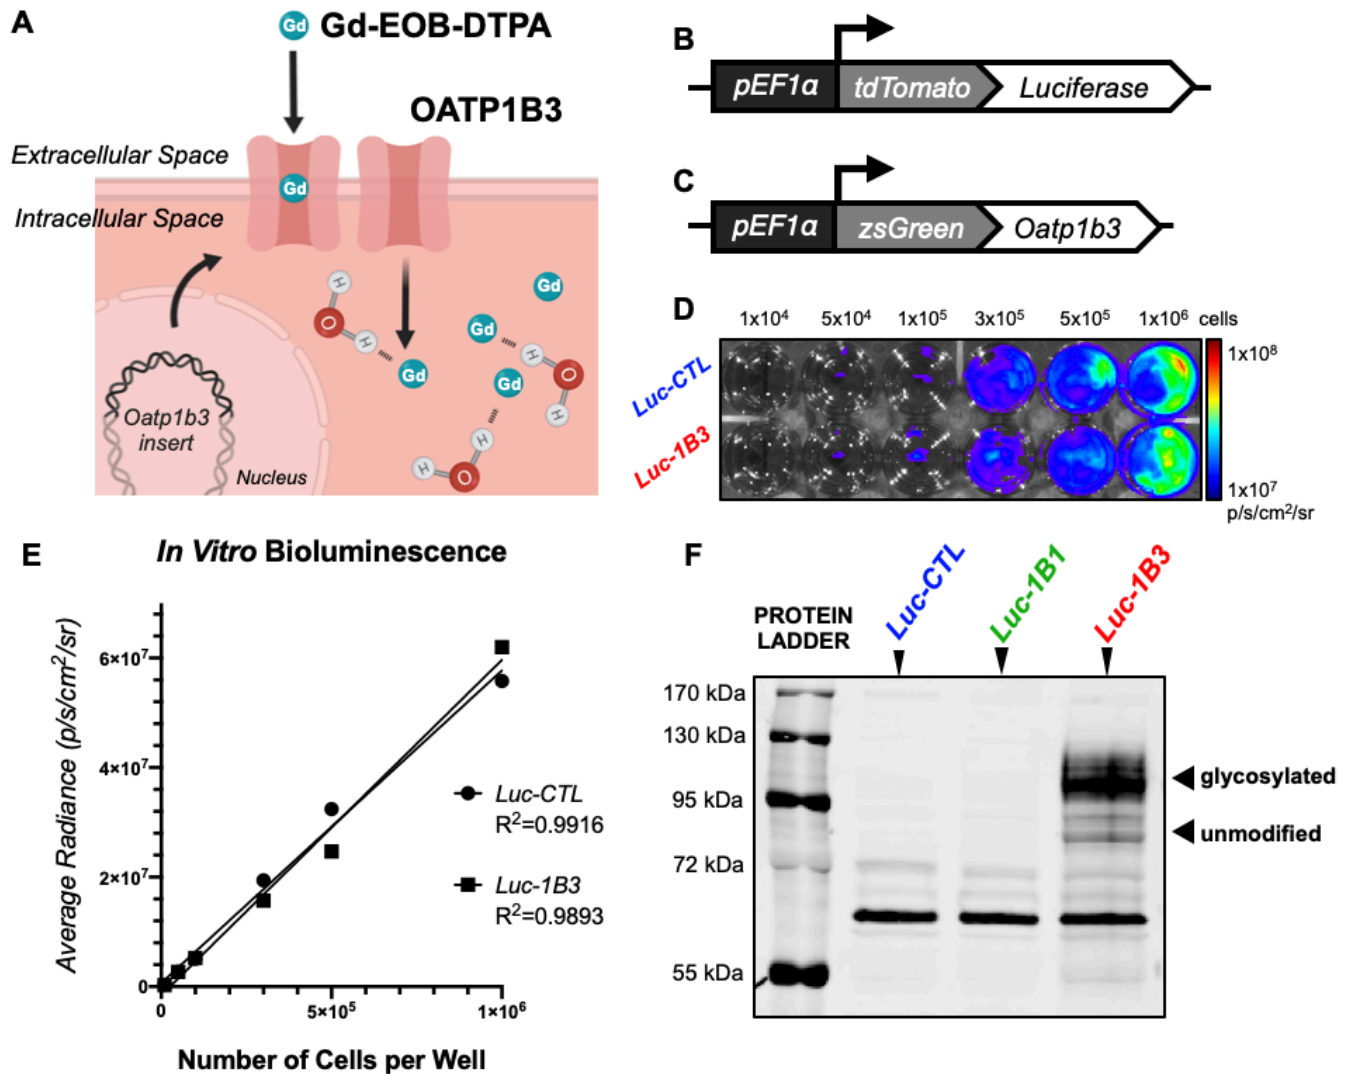 A
Gd Gd-EOB-DTPA
OATP1B3
Extracellular Space
Gd
Intracellular Space
H
O
H
Gd
Gd
Gd
H
O
H
Gd
H
H
O
Oatp1b3
insert
Nucleus
B
pEF1α tdTomato Luciferase
C
pEF1α zsGreen Oatp1b3
D
1x10⁴ 5x10⁴ 1x10⁵ 3x10⁵ 5x10⁵ 1x10⁶ cells
Luc-CTL
Luc-1B3
1x10⁸
1x10⁷
p/s/cm²/sr
E
In Vitro Bioluminescence
Average Radiance (p/s/cm²/sr)
6×10⁷
4×10⁷
2×10⁷
0
0 5×10⁵ 1×10⁶
Number of Cells per Well
Luc-CTL
R²=0.9916
Luc-1B3
R²=0.9893
F
PROTEIN
LADDER
Luc-CTL
Luc-1B1
Luc-1B3
170 kDa
130 kDa
95 kDa
72 kDa
55 kDa
glycosylated
unmodified